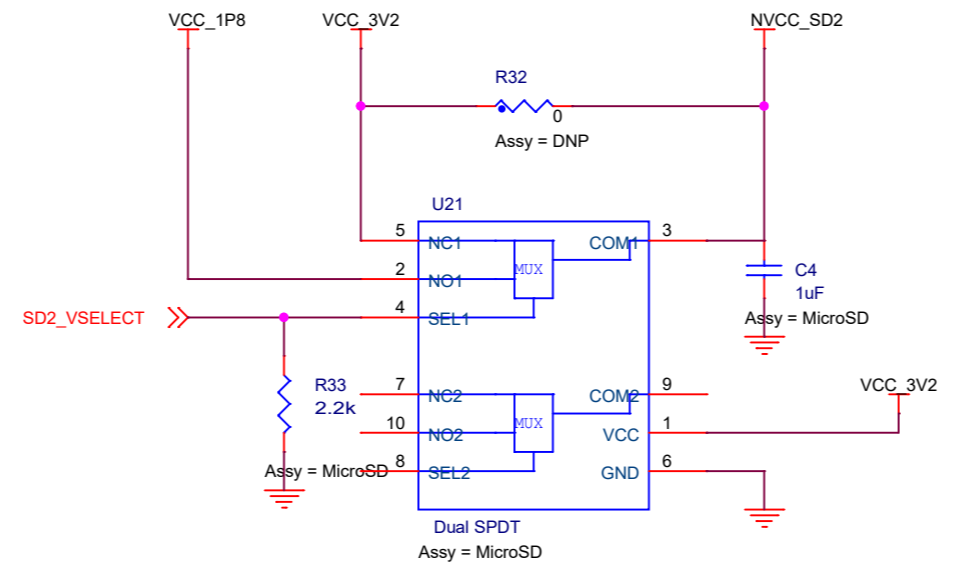 VCC_1P8
VCC_3V2
NVCC_SD2
R32
0
Assy = DNP
U21
5
NC1
COM1
3
MUX
2
NO1
C4
1uF
4
SEL1
SD2_VSELECT
Assy = MicroSD
R33
2.2k
7
NC2
COM2
9
VCC_3V2
MUX
10
NO2
VCC
1
Assy = MicroSD
8
SEL2
GND
6
Dual SPDT
Assy = MicroSD